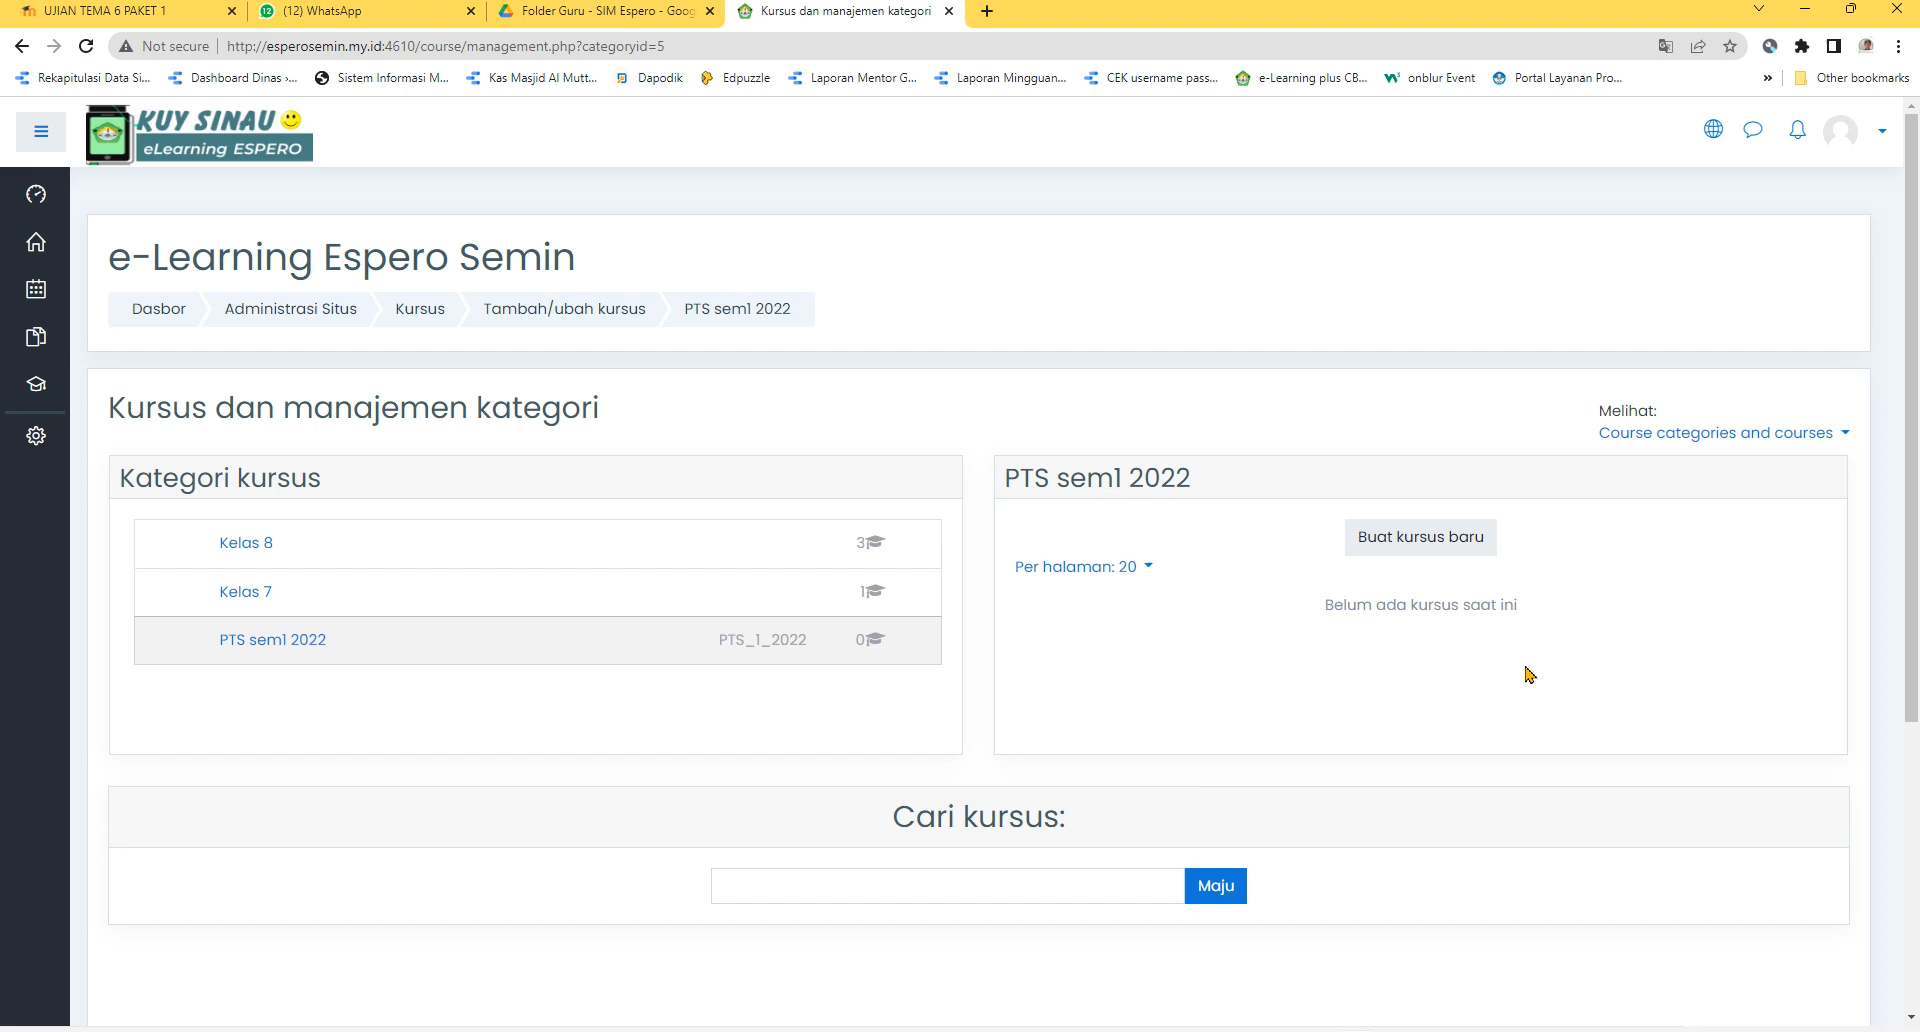 UJIAN TEMA 6 PAKET 1
(12) WhatsApp
Folder Guru - SIM Espero - Goog
Kursus dan manajemen kategori
Not secure
http://esperosemin.my.id:4610/course/management.php?categoryid=5
Rekapitulasi Data Si...
Dashboard Dinas >...
Sistem Informasi M...
Kas Masjid Al Mutt...
Dapodik
Edpuzzle
Laporan Mentor G...
Laporan Mingguan...
CEK username pass...
e-Learning plus CB...
onblur Event
Portal Layanan Pro...
»
Other bookmarks
KUY SINAU
eLearning ESPERO
e-Learning Espero Semin
Dasbor
Administrasi Situs
Kursus
Tambah/ubah kursus
PTS sem1 2022
Kursus dan manajemen kategori
Melihat:
Course categories and courses
Kategori kursus
Kelas 8
3
Kelas 7
1
PTS sem1 2022
PTS_1_2022
0
PTS sem1 2022
Buat kursus baru
Per halaman: 20
Belum ada kursus saat ini
Cari kursus:
Maju